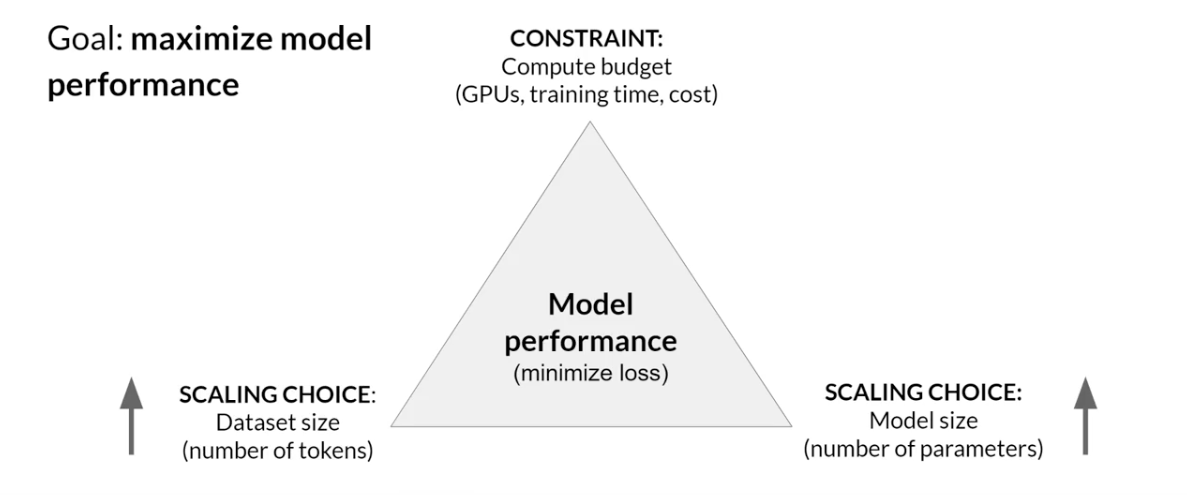 Goal: maximize model
performance
CONSTRAINT:
Compute budget
(GPUs, training time, cost)
Model
performance
(minimize loss)
SCALING CHOICE:
Dataset size
(number of tokens)
SCALING CHOICE:
Model size
(number of parameters)